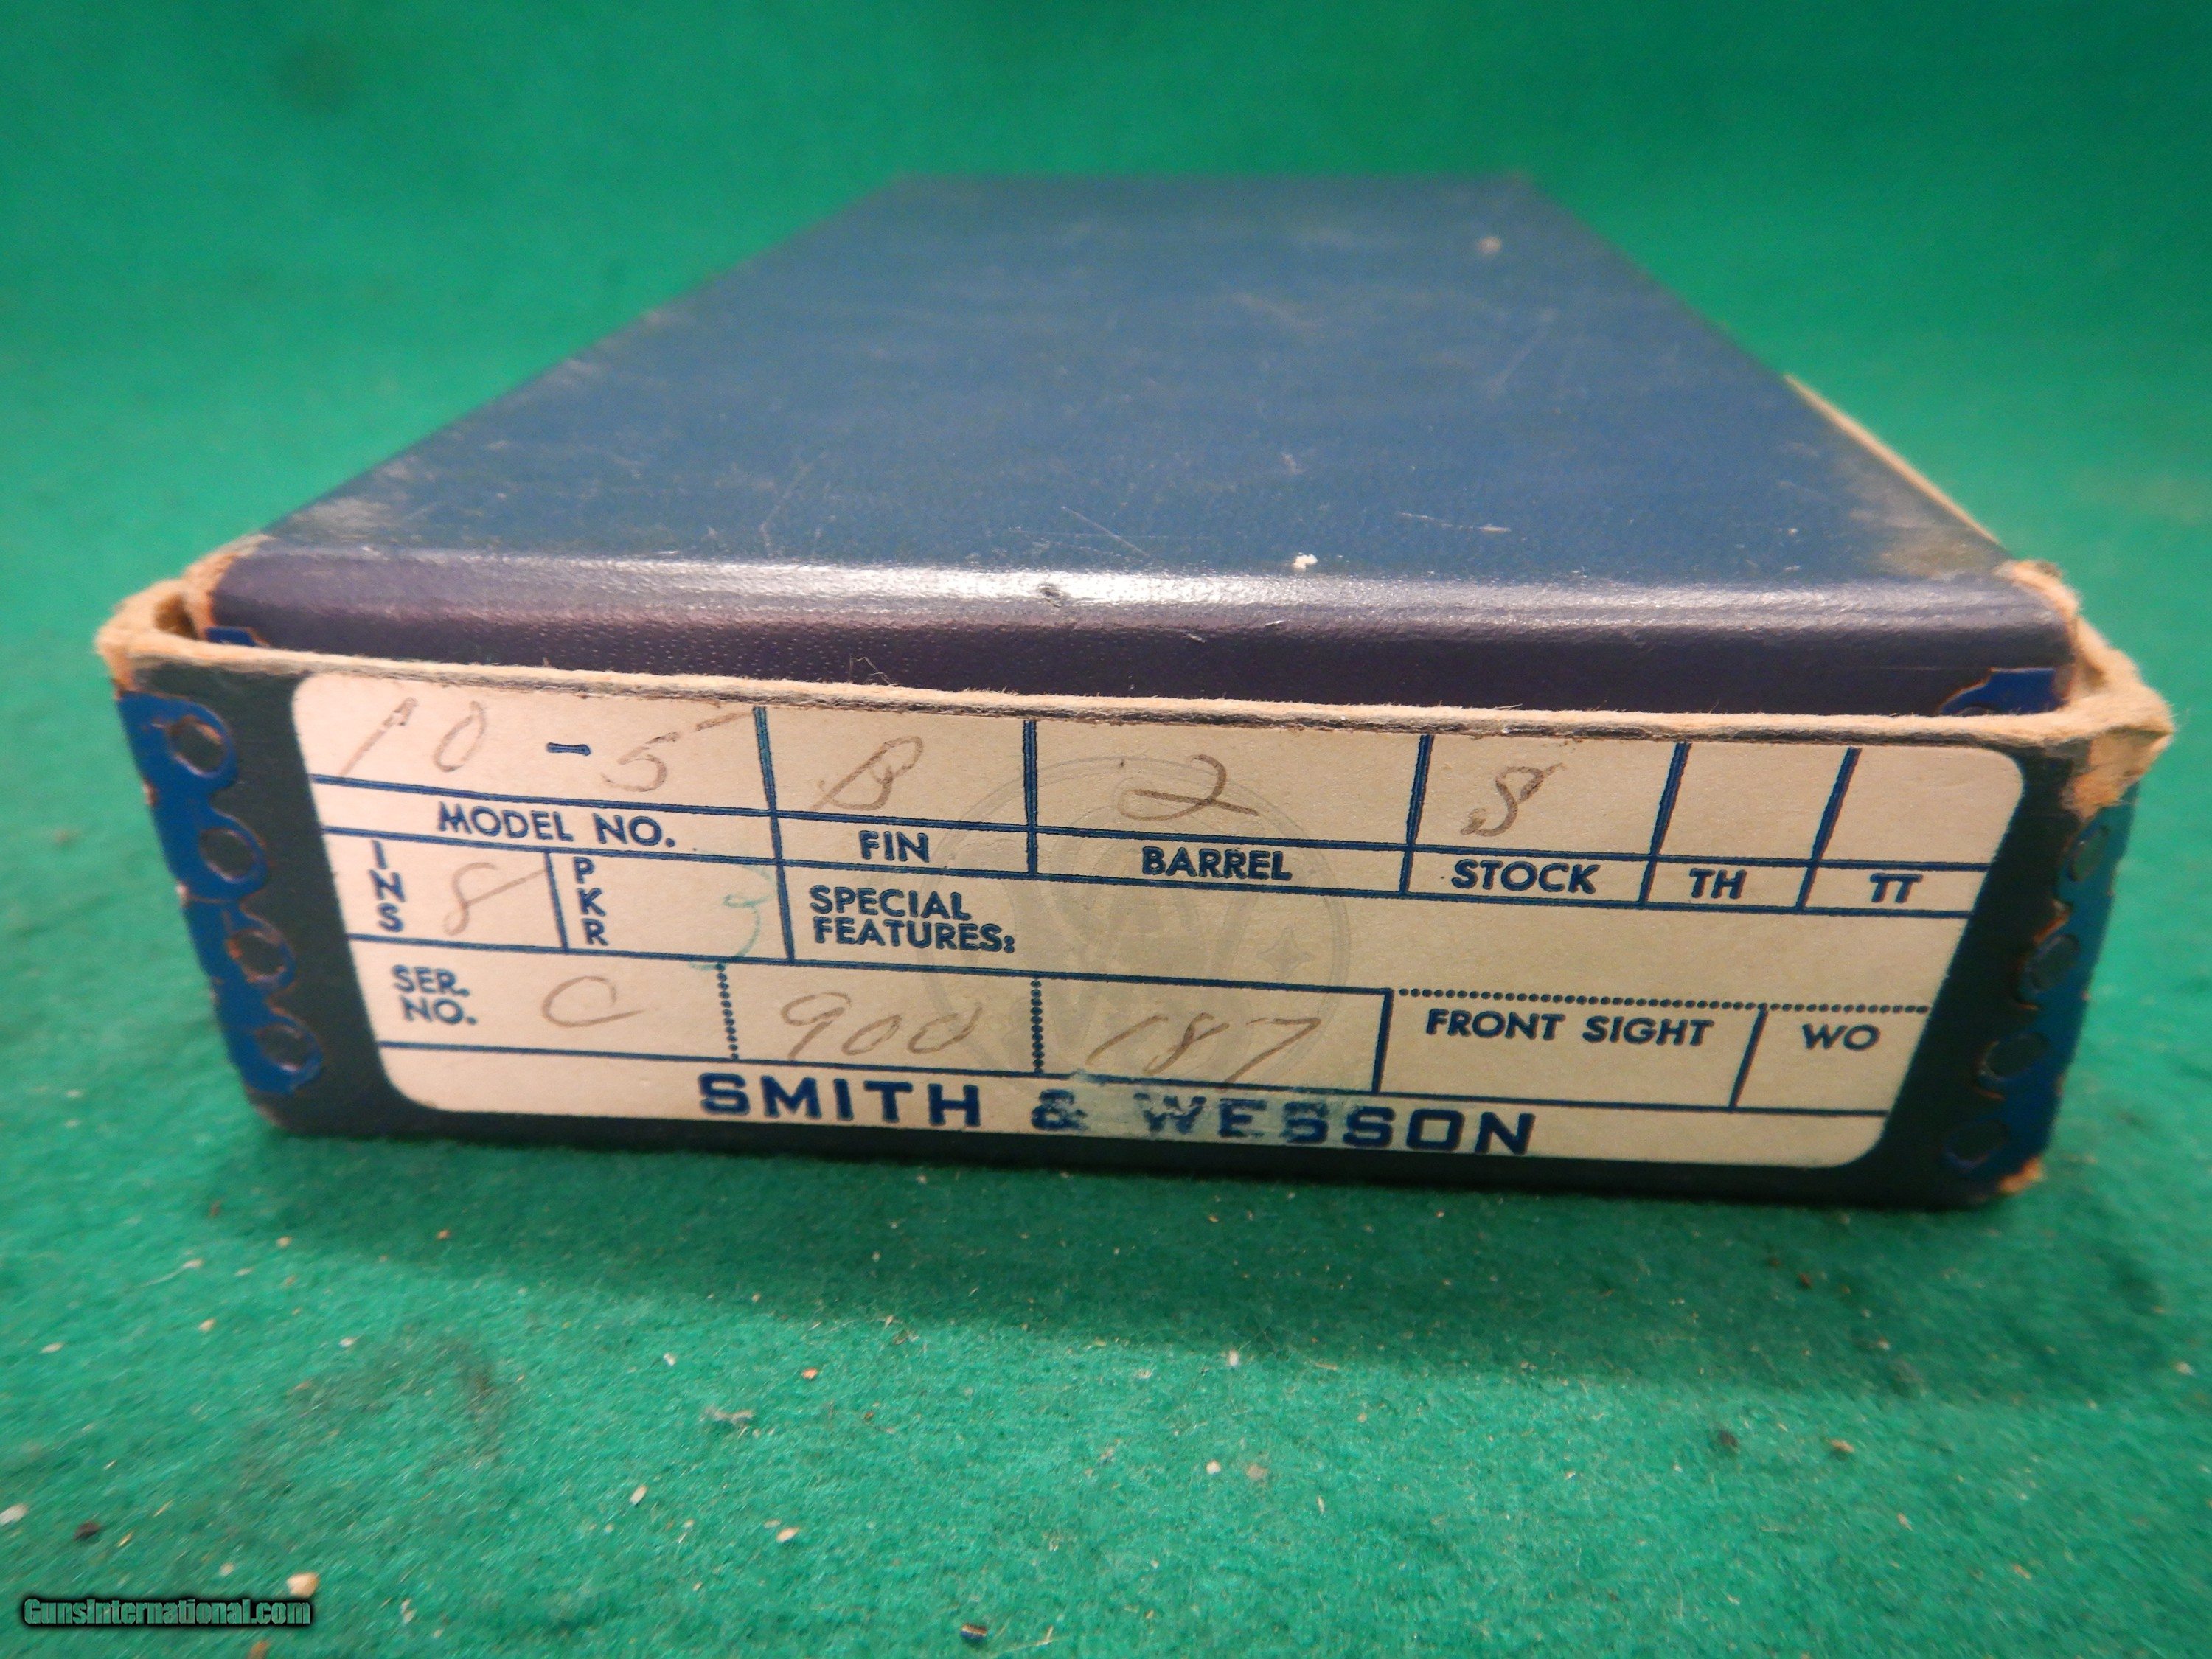 10-5 B 2 S
MODEL NO. FIN BARREL STOCK TH TT
INS 8 PKR 3 SPECIAL
FEATURES:
SER. NO. C 900 187 FRONT SIGHT WO
SMITH & WESSON
GunsInternational.com